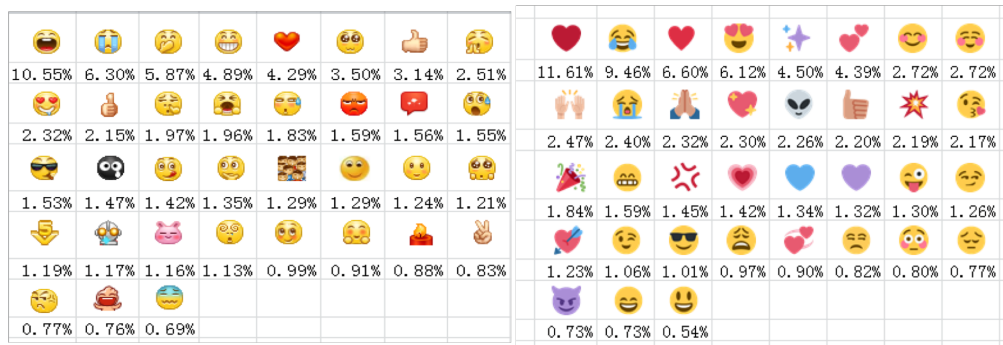 10.55% 6.30% 5.87% 4.89% 4.29% 3.50% 3.14% 2.51%
2.32% 2.15% 1.97% 1.96% 1.83% 1.59% 1.56% 1.55%
1.53% 1.47% 1.42% 1.35% 1.29% 1.29% 1.24% 1.21%
1.19% 1.17% 1.16% 1.13% 0.99% 0.91% 0.88% 0.83%
0.77% 0.76% 0.69%
11.61% 9.46% 6.60% 6.12% 4.50% 4.39% 2.72% 2.72%
2.47% 2.40% 2.32% 2.30% 2.26% 2.20% 2.19% 2.17%
1.84% 1.59% 1.45% 1.42% 1.34% 1.32% 1.30% 1.26%
1.23% 1.06% 1.01% 0.97% 0.90% 0.82% 0.80% 0.77%
0.73% 0.73% 0.54%